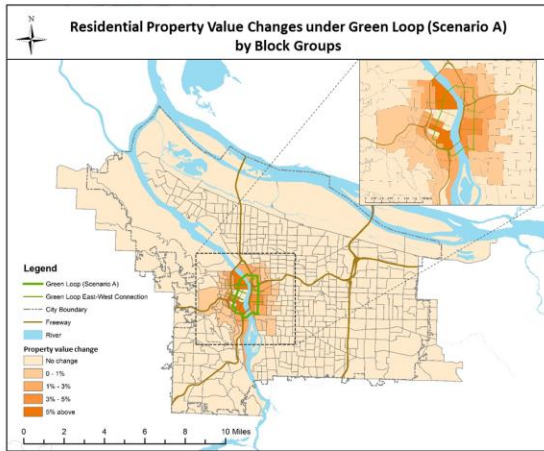 Residential Property Value Changes under Green Loop (Scenario A)
by Block Groups
N
Legend
Green Loop (Scenario A)
Green Loop East-West Connection
City Boundary
Freeway
River
Property value change
No change
0 - 1%
1% - 3%
3% - 5%
5% above
0 2 4 6 8 10 Miles